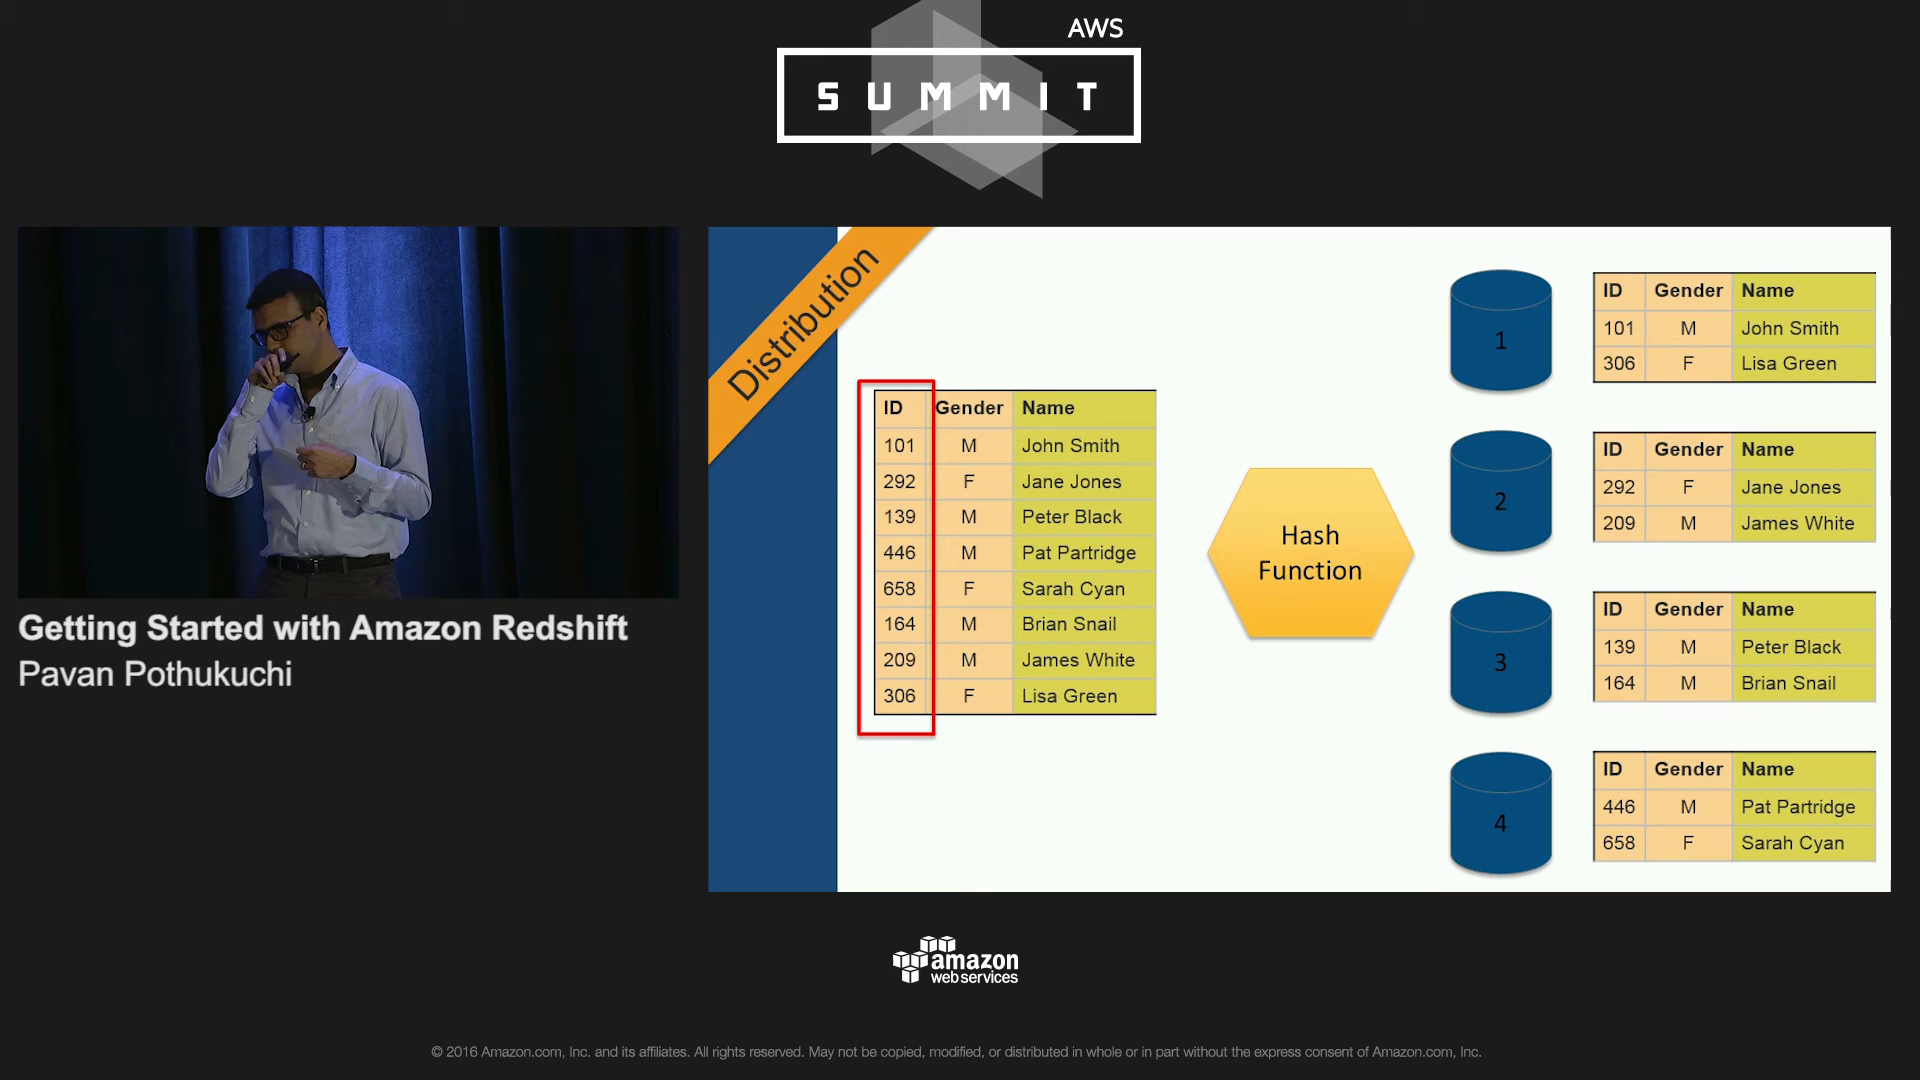 AWS
SUMMIT
Distribution
ID Gender Name
101 M John Smith
292 F Jane Jones
139 M Peter Black
446 M Pat Partridge
658 F Sarah Cyan
164 M Brian Snail
209 M James White
306 F Lisa Green
Hash
Function
1
ID Gender Name
101 M John Smith
306 F Lisa Green
2
ID Gender Name
292 F Jane Jones
209 M James White
3
ID Gender Name
139 M Peter Black
164 M Brian Snail
4
ID Gender Name
446 M Pat Partridge
658 F Sarah Cyan
Getting Started with Amazon Redshift
Pavan Pothukuchi
amazon
webservices
© 2016 Amazon.com, Inc. and its affiliates. All rights reserved. May not be copied, modified, or distributed in whole or in part without the express consent of Amazon.com, Inc.